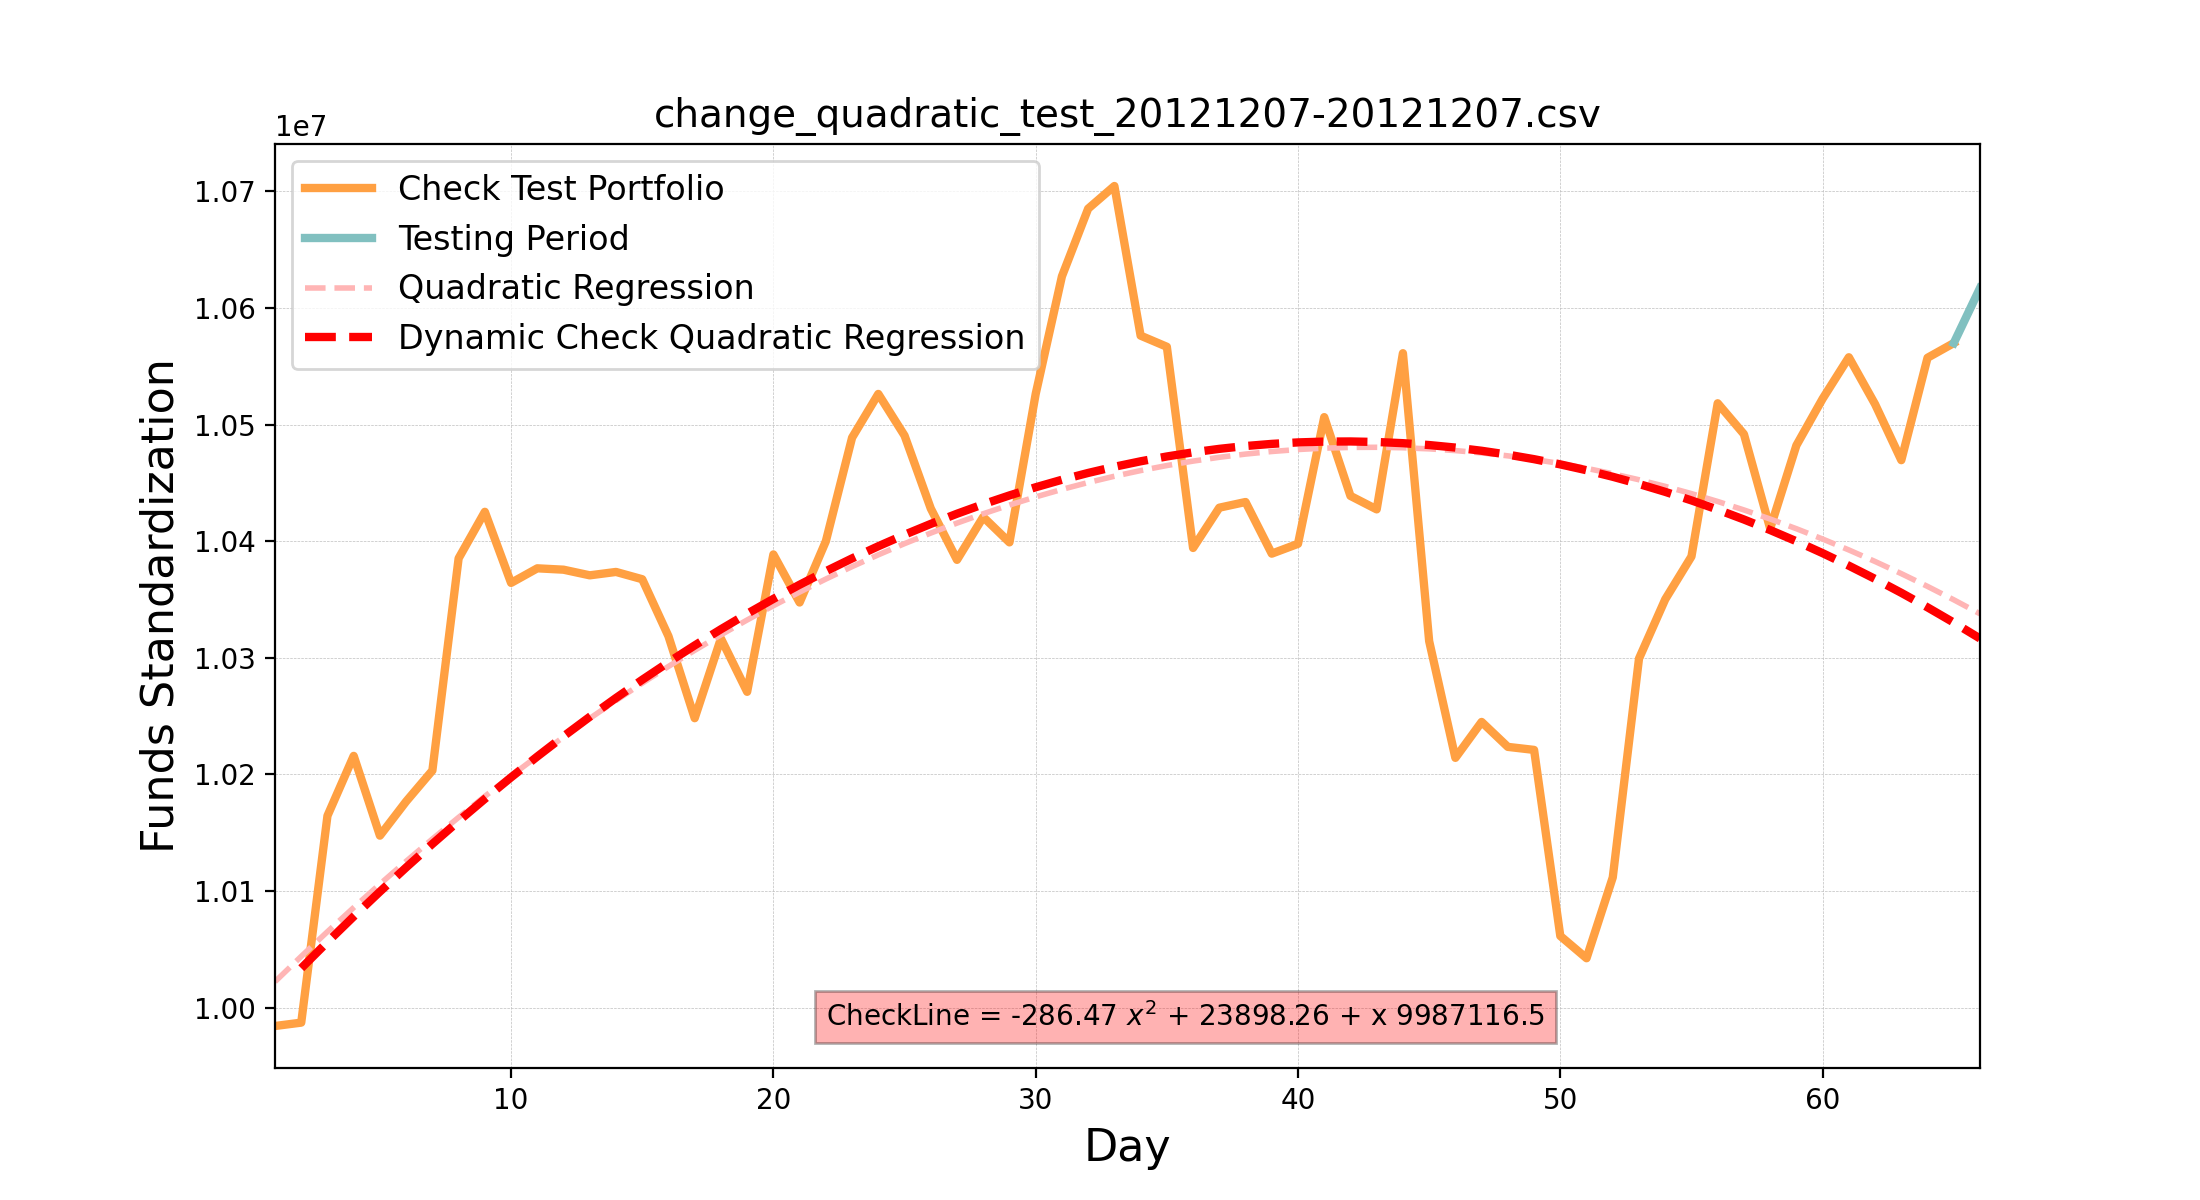 change_quadratic_test_20121207-20121207.csv
1e7
Check Test Portfolio
Testing Period
Quadratic Regression
Dynamic Check Quadratic Regression
1.07
1.06
1.05
1.04
1.03
1.02
1.01
1.00
Funds Standardization
CheckLine = -286.47 x² + 23898.26 + x 9987116.5
10 20 30 40 50 60
Day